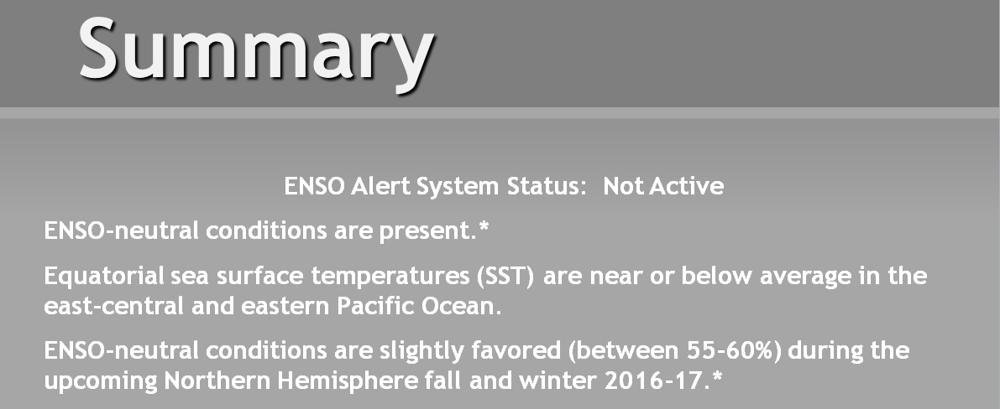 Summary
ENSO Alert System Status: Not Active
ENSO-neutral conditions are present.*
Equatorial sea surface temperatures (SST) are near or below average in the
east-central and eastern Pacific Ocean.
ENSO-neutral conditions are slightly favored (between 55-60%) during the
upcoming Northern Hemisphere fall and winter 2016-17.*